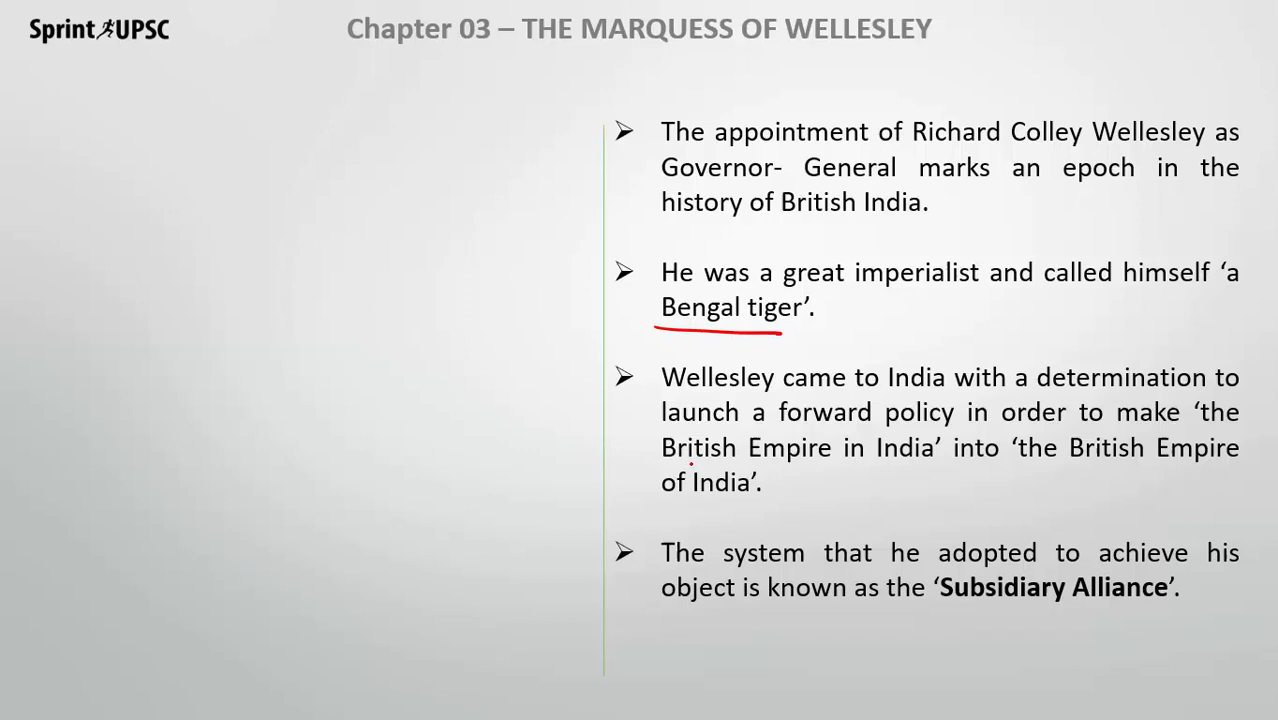 Sprint UPSC
Chapter 03 – THE MARQUESS OF WELLESLEY
➢ The appointment of Richard Colley Wellesley as
Governor- General marks an epoch in the
history of British India.
➢ He was a great imperialist and called himself ‘a
Bengal tiger’.
➢ Wellesley came to India with a determination to
launch a forward policy in order to make ‘the
British Empire in India’ into ‘the British Empire
of India’.
➢ The system that he adopted to achieve his
object is known as the ‘Subsidiary Alliance’.